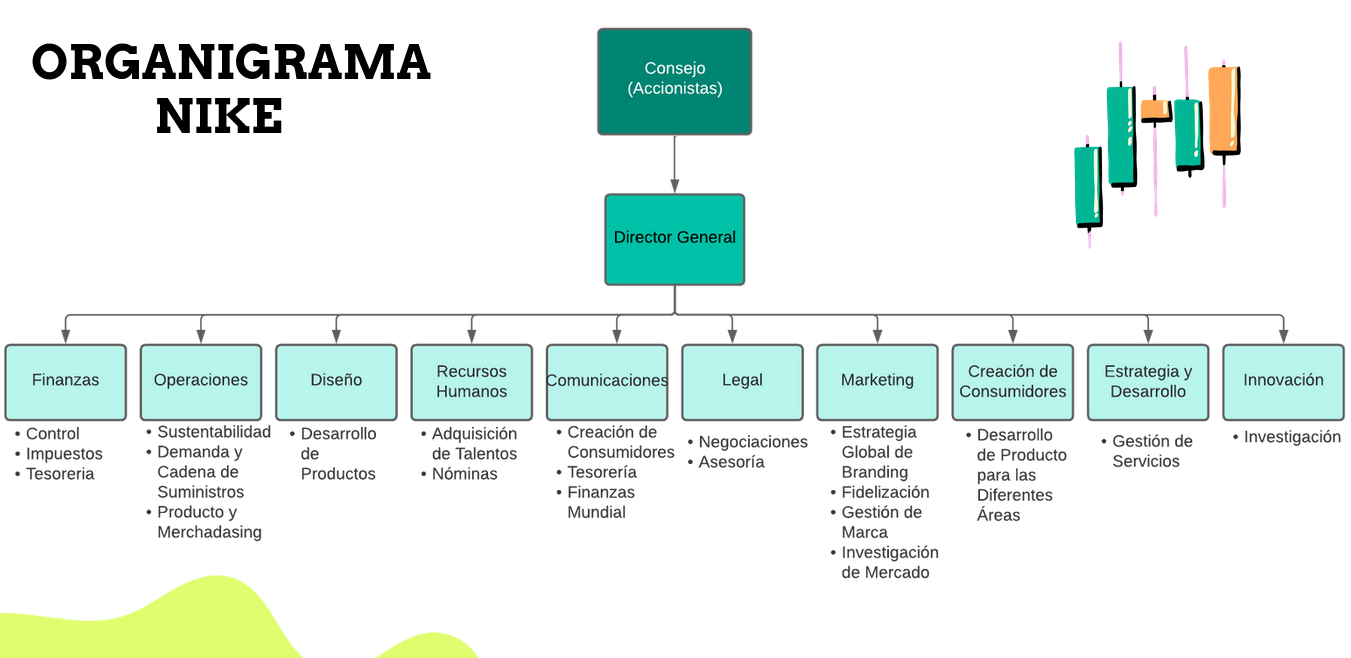 ORGANIGRAMA
NIKE
Consejo
(Accionistas)
Director General
Finanzas
• Control
• Impuestos
• Tesoreria
Operaciones
• Sustentabilidad
• Demanda y
Cadena de
Suministros
• Producto y
Merchadasing
Diseño
• Desarrollo
de
Productos
Recursos
Humanos
• Adquisición
de Talentos
• Nóminas
Comunicaciones
• Creación de
Consumidores
• Tesorería
• Finanzas
Mundial
Legal
• Negociaciones
• Asesoría
Marketing
• Estrategia
Global de
Branding
• Fidelización
• Gestión de
Marca
• Investigación
de Mercado
Creación de
Consumidores
• Desarrollo
de Producto
para las
Diferentes
Áreas
Estrategia y
Desarrollo
• Gestión de
Servicios
Innovación
• Investigación